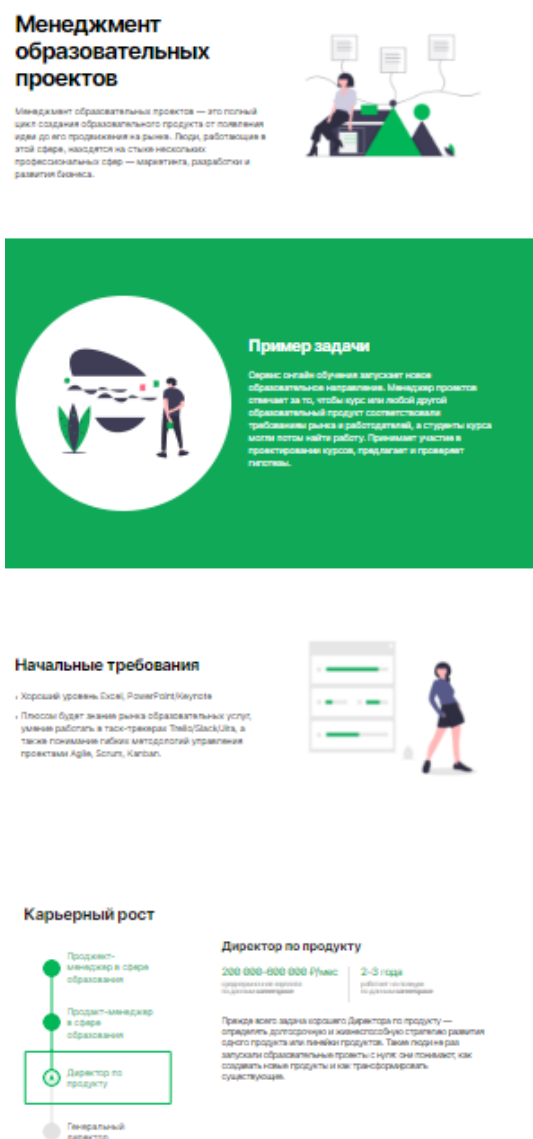 Менеджмент
образовательных
проектов
Менеджмент образовательных проектов — это полный
цикл создания образовательного продукта от появления
идеи до его продвижения на рынке. Люди, работающие в
этой сфере, находятся на стыке нескольких
профессиональных сфер — маркетинга, разработки и
развития бизнеса.
Пример задачи
Сервис онлайн обучения запускает новое
образовательное направление. Менеджер проектов
отвечает за то, чтобы курс или любой другой
образовательный продукт соответствовали
требованиям рынка и работодателей, а студенты курса
могли потом найти работу. Принимает участие в
проектировании курсов, предлагает и проверяет
гипотезы.
Начальные требования
Хороший уровень Excel, PowerPoint/Keynote
Плюсом будет знание рынка образовательных услуг,
умение работать в таск-трекерах Trello/Slack/Jira, а
также понимание гибких методологий управления
проектами Agile, Scrum, Kanban.
Карьерный рост
Проджект-
менеджер в сфере
образования
Продакт-менеджер
в сфере
образования
Директор по
продукту
Генеральный
директор
Директор по продукту
200 000–600 000 ₽/мес
2–3 года
Прежде всего задача хорошего Директора по продукту —
определять долгосрочную и жизнеспособную стратегию развития
одного продукта или линейки продуктов. Такие люди не раз
запускали образовательные проекты с нуля: они понимают, как
создавать новые продукты и как трансформировать
существующие.